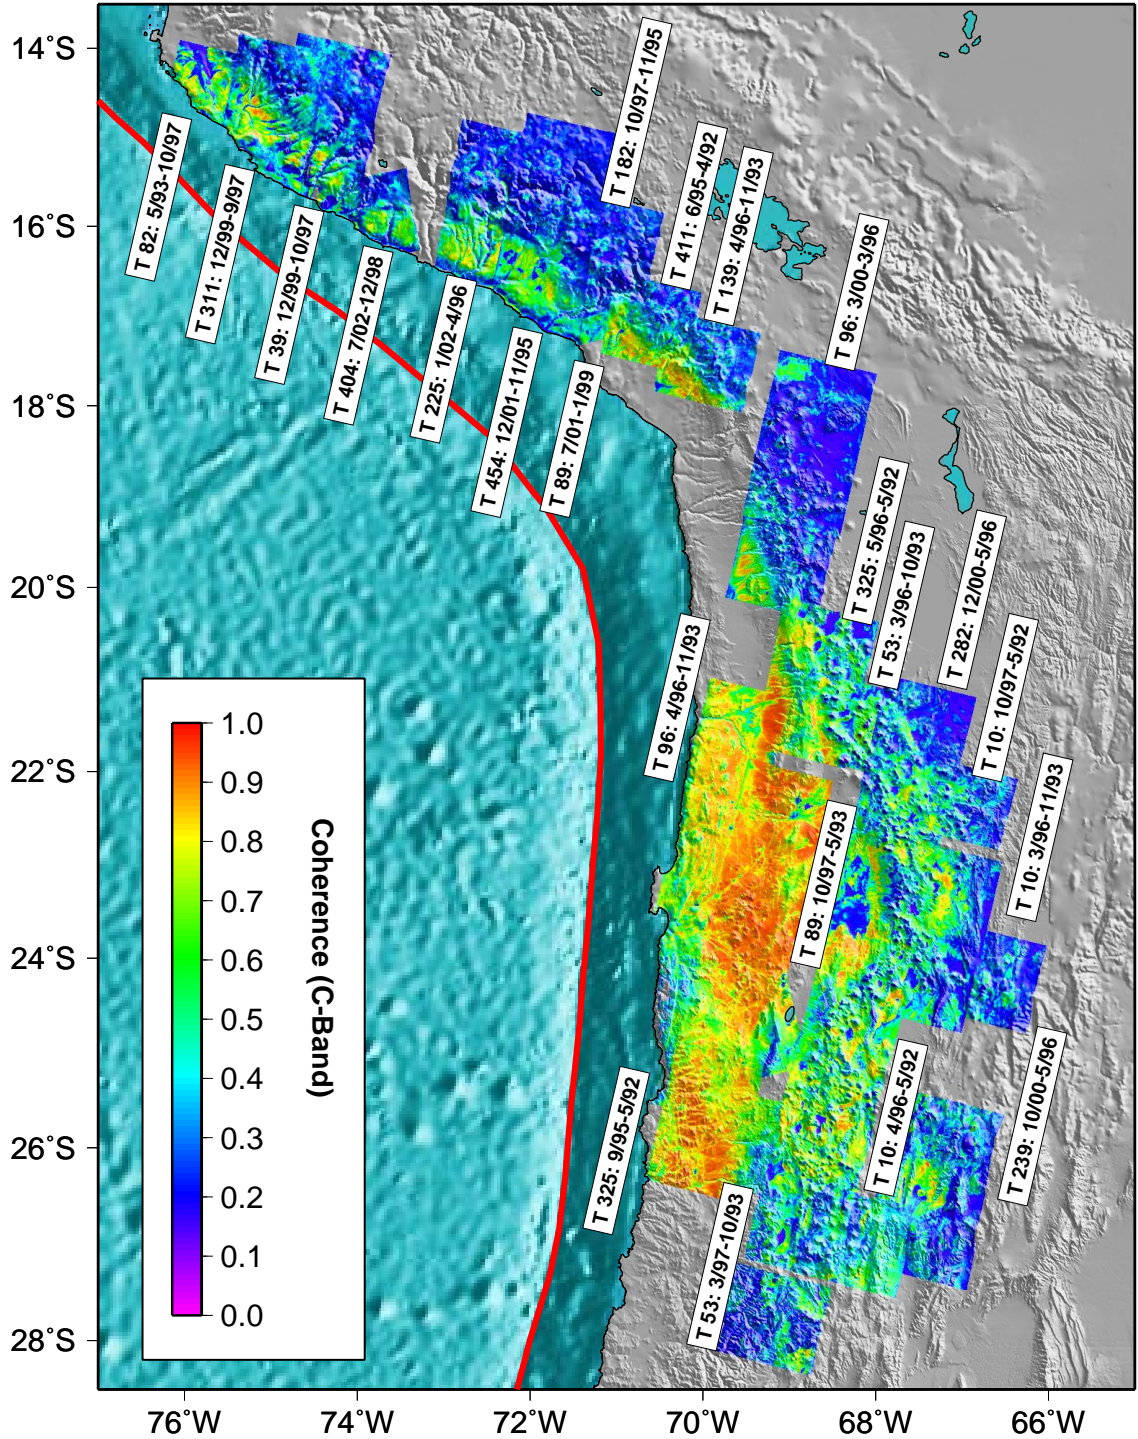 14°S
16°S
18°S
20°S
22°S
24°S
26°S
28°S
76°W
74°W
72°W
70°W
68°W
66°W
T 82: 5/93-10/97
T 311: 12/99-9/97
T 39: 12/99-10/97
T 404: 7/02-12/98
T 225: 1/02-4/96
T 454: 12/01-11/95
T 89: 7/01-1/99
T 182: 10/97-11/95
T 411: 6/95-4/92
T 139: 4/96-11/93
T 96: 3/00-3/96
T 325: 5/96-5/92
T 53: 3/96-10/93
T 282: 12/00-5/96
T 10: 10/97-5/92
T 10: 3/96-11/93
T 96: 4/96-11/93
T 89: 10/97-5/93
T 325: 9/95-5/92
T 10: 4/96-5/92
T 239: 10/00-5/96
T 53: 3/97-10/93
1.0
0.9
0.8
0.7
0.6
0.5
0.4
0.3
0.2
0.1
0.0
Coherence (C-Band)